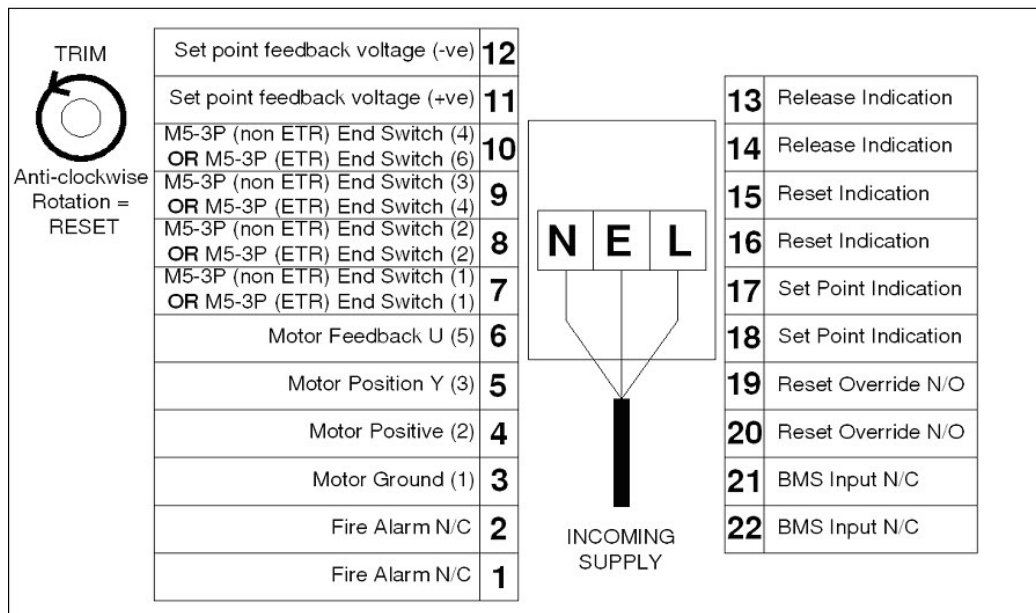 TRIM
Anti-clockwise
Rotation =
RESET
Set point feedback voltage (-ve) 12
Set point feedback voltage (+ve) 11
M5-3P (non ETR) End Switch (4)
OR M5-3P (ETR) End Switch (6) 10
M5-3P (non ETR) End Switch (3)
OR M5-3P (ETR) End Switch (4) 9
M5-3P (non ETR) End Switch (2)
OR M5-3P (ETR) End Switch (2) 8
M5-3P (non ETR) End Switch (1)
OR M5-3P (ETR) End Switch (1) 7
Motor Feedback U (5) 6
Motor Position Y (3) 5
Motor Positive (2) 4
Motor Ground (1) 3
Fire Alarm N/C 2
Fire Alarm N/C 1
N E L
INCOMING
SUPPLY
13 Release Indication
14 Release Indication
15 Reset Indication
16 Reset Indication
17 Set Point Indication
18 Set Point Indication
19 Reset Override N/O
20 Reset Override N/O
21 BMS Input N/C
22 BMS Input N/C